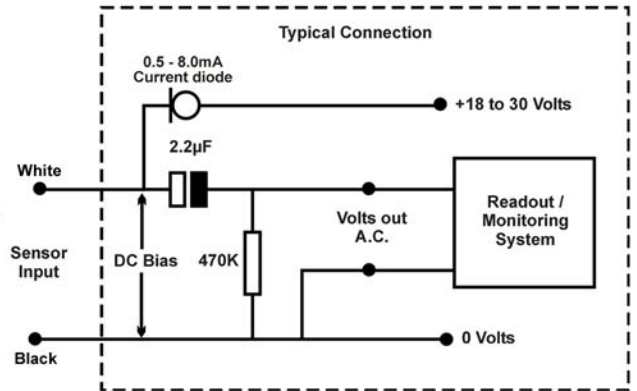 Typical Connection
0.5 - 8.0mA
Current diode
+18 to 30 Volts
2.2µF
White
Readout /
Monitoring
System
Volts out
A.C.
Sensor
Input
DC Bias
470K
0 Volts
Black